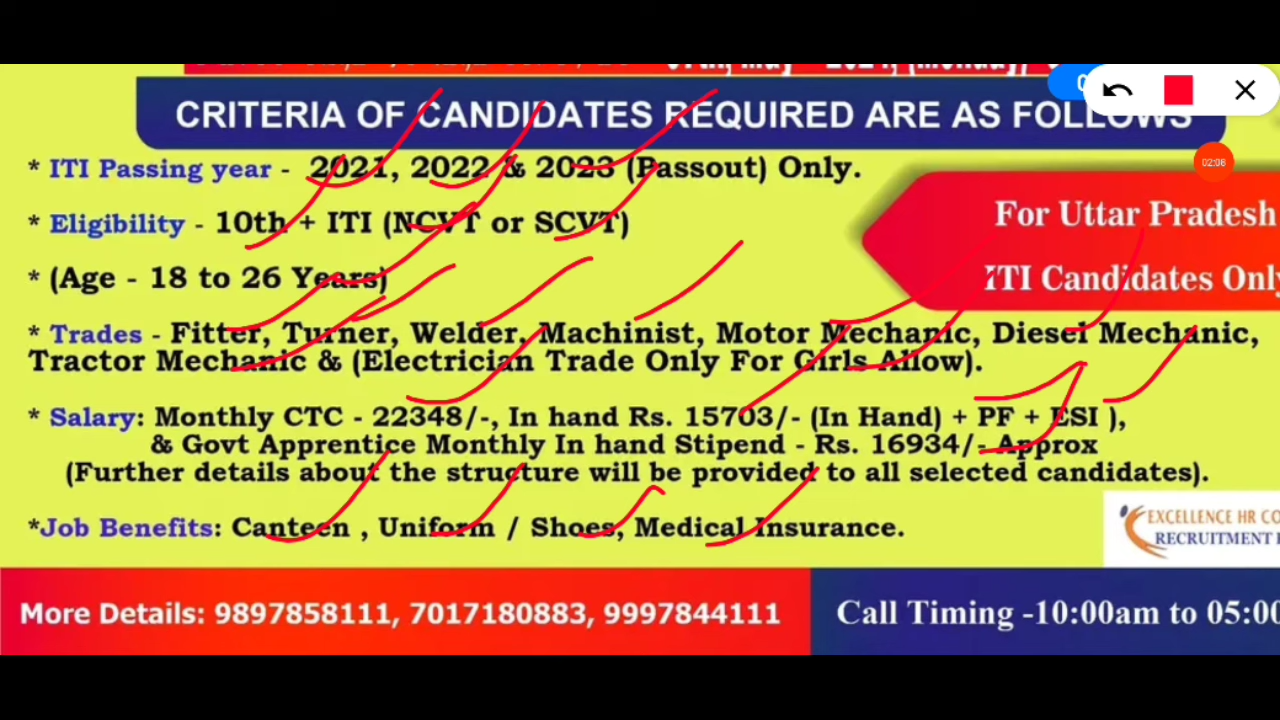 CRITERIA OF CANDIDATES REQUIRED ARE AS FOLLOWS
* ITI Passing year - 2021, 2022 & 2023 (Passout) Only.
* Eligibility - 10th + ITI (NCVT or SCVT)
* (Age - 18 to 26 Years)
For Uttar Pradesh
ITI Candidates Only
* Trades - Fitter, Turner, Welder, Machinist, Motor Mechanic, Diesel Mechanic,
Tractor Mechanic & (Electrician Trade Only For Girls Allow).
* Salary: Monthly CTC - 22348/-, In hand Rs. 15703/- (In Hand) + PF + ESI ),
& Govt Apprentice Monthly In hand Stipend - Rs. 16934/- Approx
(Further details about the structure will be provided to all selected candidates).
*Job Benefits: Canteen , Uniform / Shoes, Medical Insurance.
EXCELLENCE HR CO
RECRUITMENT
More Details: 9897858111, 7017180883, 9997844111
Call Timing -10:00am to 05:00
02:06